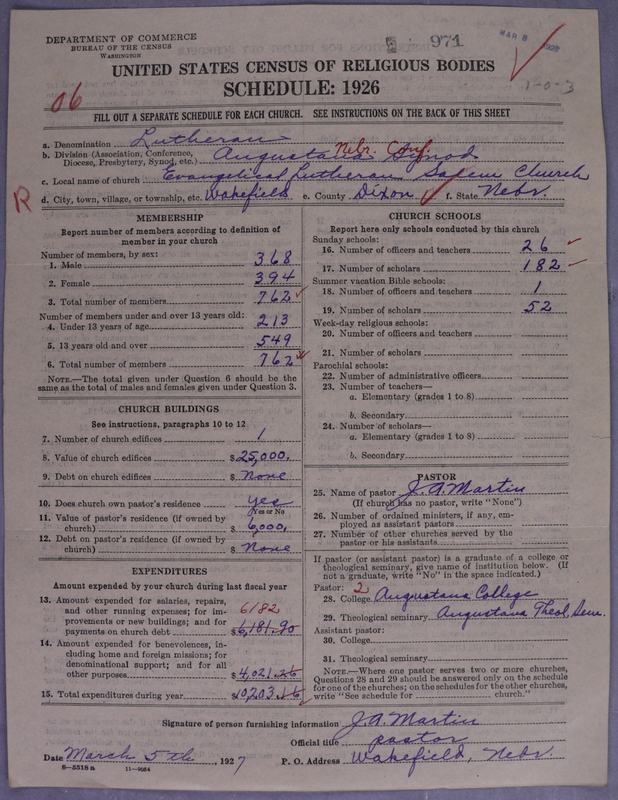 DEPARTMENT OF COMMERCE
BUREAU OF THE CENSUS
WASHINGTON
971
MAR 8 1927
1-0-3
UNITED STATES CENSUS OF RELIGIOUS BODIES
SCHEDULE: 1926
06
FILL OUT A SEPARATE SCHEDULE FOR EACH CHURCH. SEE INSTRUCTIONS ON THE BACK OF THIS SHEET
a. Denomination Lutheran
Nebr. Conf.
b. Division (Association, Conference, Diocese, Presbytery, Synod, etc.) Augustana Synod
c. Local name of church Evangelical Lutheran Salem Church
R
d. City, town, village, or township, etc. Wakefield e. County Dixon f. State Nebr.
MEMBERSHIP
Report number of members according to definition of
member in your church
Number of members, by sex:
1. Male 368
2. Female 394
3. Total number of members 762
Number of members under and over 13 years old:
4. Under 13 years of age 213
5. 13 years old and over 549
6. Total number of members 762
NOTE.—The total given under Question 6 should be
same as the total of males and females given under Question 3.
CHURCH BUILDINGS
See instructions, paragraphs 10 to 12
7. Number of church edifices 1
8. Value of church edifices $25,000.
9. Debt on church edifices $ None
10. Does church own pastor's residence? yes
Yes or No
11. Value of pastor's residence (if owned by
church) $ 6,000.
12. Debt on pastor's residence (if owned by
church) $ None
EXPENDITURES
Amount expended by your church during last fiscal year
13. Amount expended for salaries, repairs,
and other running expenses; for im-
provements or new buildings; and for
payments on church debt 6182
$6,181.90
14. Amount expended for benevolences, in-
cluding home and foreign missions; for
denominational support; and for all
other purposes $4,021.26
15. Total expenditures during year $10,203.16
CHURCH SCHOOLS
Report here only schools conducted by this church
Sunday schools:
16. Number of officers and teachers 26
17. Number of scholars 182
Summer vacation Bible schools:
18. Number of officers and teachers 1
19. Number of scholars 52
Week-day religious schools:
20. Number of officers and teachers
21. Number of scholars
Parochial schools:
22. Number of administrative officers
23. Number of teachers—
a. Elementary (grades 1 to 8)
b. Secondary
24. Number of scholars—
a. Elementary (grades 1 to 8)
b. Secondary
PASTOR
25. Name of pastor J. A. Martin
(If church has no pastor, write "None")
26. Number of ordained ministers, if any, em-
ployed as assistant pastors
27. Number of other churches served by the
pastor or his assistants
If pastor (or assistant pastor) is a graduate of a college or
theological seminary, give name of institution below. (If
not a graduate, write "No" in the space indicated.)
Pastor: 2
28. College Augustana College
29. Theological seminary Augustana Theol. Sem.
Assistant pastor:
30. College
31. Theological seminary
NOTE.—Where one pastor serves two or more churches,
Questions 28 and 29 should be answered only on the schedule
for one of the churches; on the schedules for the other churches,
write "See schedule for church."
Signature of person furnishing information J. A. Martin
Official title pastor
Date March 5th, 1927 P. O. Address Wakefield, Nebr.
8—5518 a 11—9084